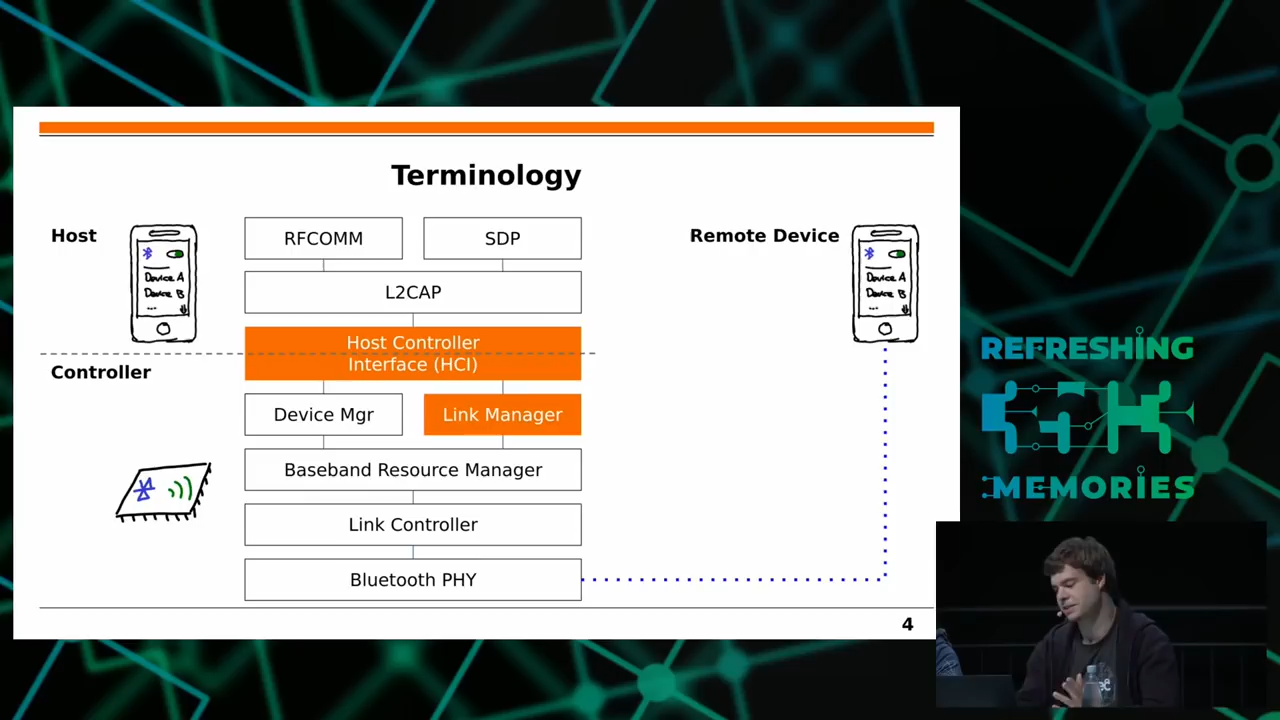 Terminology
Host
Device A
Device B
...
RFCOMM
SDP
L2CAP
Host Controller
Interface (HCI)
Controller
Device Mgr
Link Manager
Baseband Resource Manager
Link Controller
Bluetooth PHY
Remote Device
Device A
Device B
...
4
REFRESHING
MEMORIES